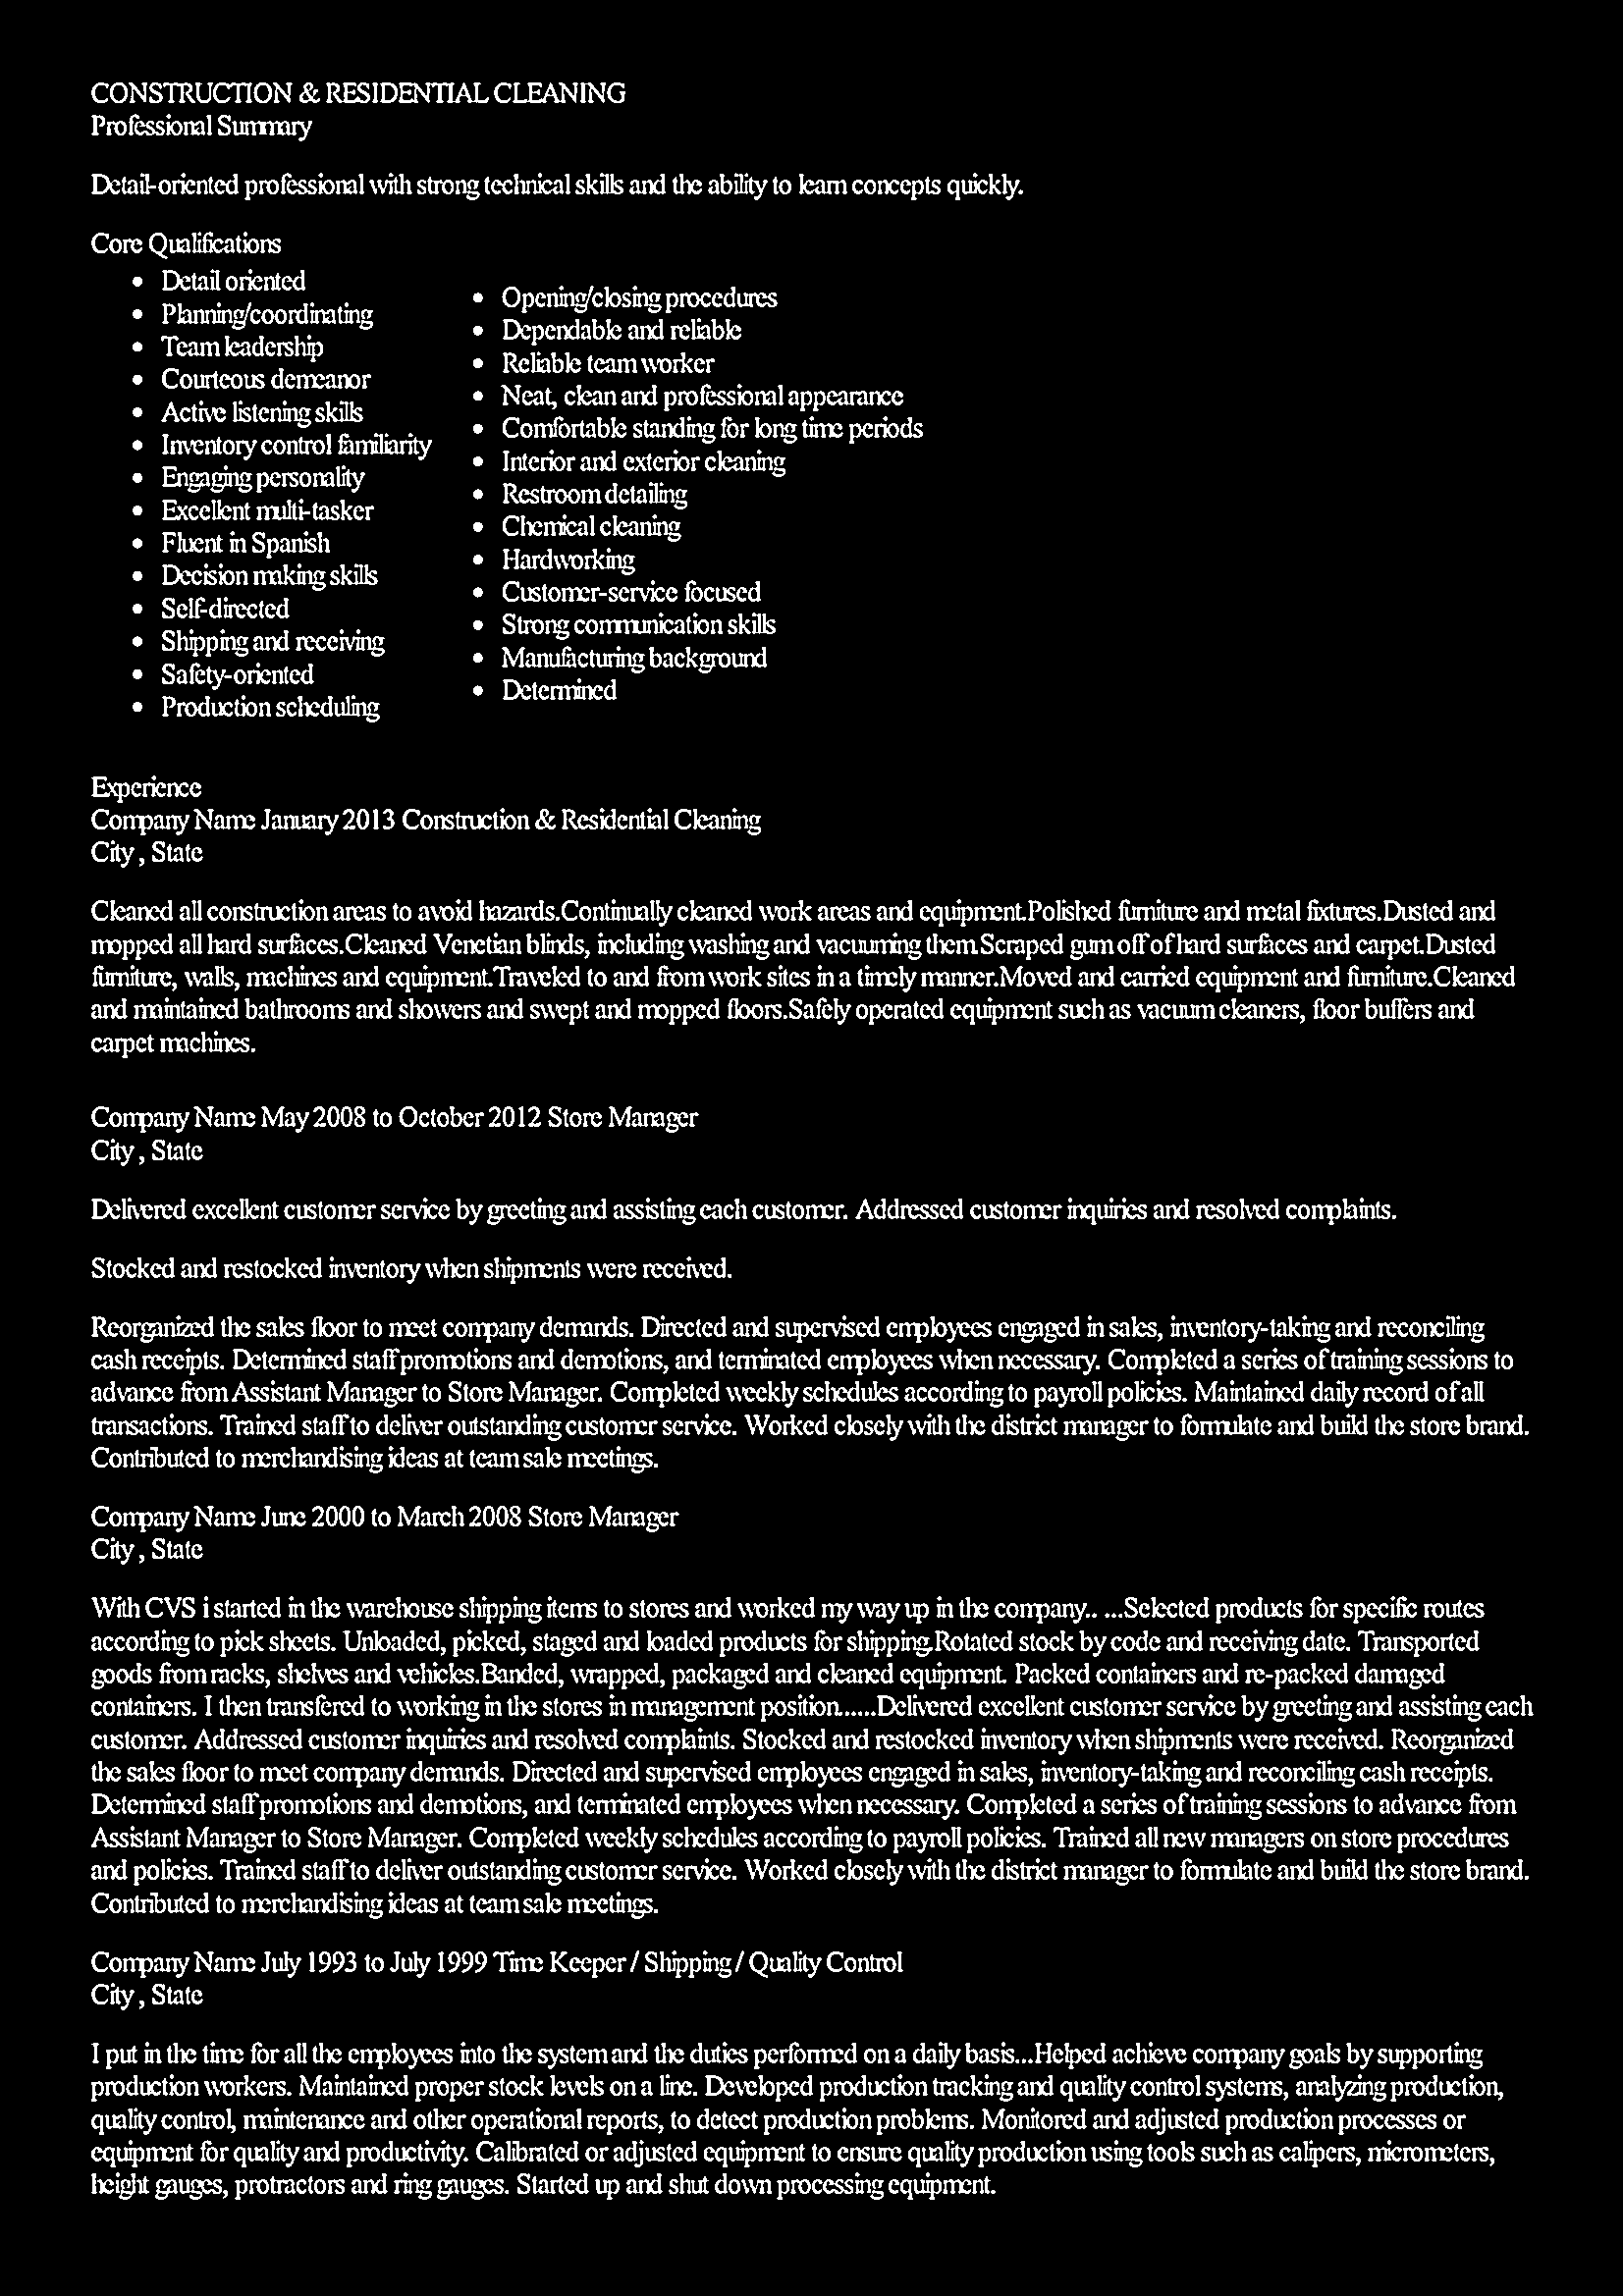 CONSTRUCTION & RESIDENTIAL CLEANING
Professional Summary
Detail-oriented professional with strong technical skills and the ability to learn concepts quickly.
Core Qualifications
Detail oriented
Planning/coordinating
Team leadership
Courteous demeanor
Active listening skills
Inventory control familiarity
Engaging personality
Excellent multi-tasker
Fluent in Spanish
Decision making skills
Self-directed
Shipping and receiving
Safety-oriented
Production scheduling
Opening/closing procedures
Dependable and reliable
Reliable team worker
Neat, clean and professional appearance
Comfortable standing for long time periods
Interior and exterior cleaning
Restroom detailing
Chemical cleaning
Hardworking
Customer-service focused
Strong communication skills
Manufacturing background
Determined
Experience
Company Name January 2013 Construction & Residential Cleaning
City , State
Cleaned all construction areas to avoid hazards.Continually cleaned work areas and equipment.Polished furniture and metal fixtures.Dusted and
mopped all hard surfaces.Cleaned Venetian blinds, including washing and vacuuming them.Scraped gum off of hard surfaces and carpet.Dusted
furniture, walls, machines and equipment.Traveled to and from work sites in a timely manner.Moved and carried equipment and furniture.Cleaned
and maintained bathrooms and showers and swept and mopped floors.Safely operated equipment such as vacuum cleaners, floor buffers and
carpet machines.
Company Name May 2008 to October 2012 Store Manager
City , State
Delivered excellent customer service by greeting and assisting each customer. Addressed customer inquiries and resolved complaints.
Stocked and restocked inventory when shipments were received.
Reorganized the sales floor to meet company demands. Directed and supervised employees engaged in sales, inventory-taking and reconciling
cash receipts. Determined staff promotions and demotions, and terminated employees when necessary. Completed a series of training sessions to
advance from Assistant Manager to Store Manager. Completed weekly schedules according to payroll policies. Maintained daily record of all
transactions. Trained staff to deliver outstanding customer service. Worked closely with the district manager to formulate and build the store brand.
Contributed to merchandising ideas at team sale meetings.
Company Name June 2000 to March 2008 Store Manager
City , State
With CVS i started in the warehouse shipping items to stores and worked my way up in the company.. ...Selected products for specific routes
according to pick sheets. Unloaded, picked, staged and loaded products for shipping.Rotated stock by code and receiving date. Transported
goods from racks, shelves and vehicles.Banded, wrapped, packaged and cleaned equipment. Packed containers and re-packed damaged
containers. I then transfered to working in the stores in management position......Delivered excellent customer service by greeting and assisting each
customer. Addressed customer inquiries and resolved complaints. Stocked and restocked inventory when shipments were received. Reorganized
the sales floor to meet company demands. Directed and supervised employees engaged in sales, inventory-taking and reconciling cash receipts.
Determined staff promotions and demotions, and terminated employees when necessary. Completed a series of training sessions to advance from
Assistant Manager to Store Manager. Completed weekly schedules according to payroll policies. Trained all new managers on store procedures
and policies. Trained staff to deliver outstanding customer service. Worked closely with the district manager to formulate and build the store brand.
Contributed to merchandising ideas at team sale meetings.
Company Name July 1993 to July 1999 Time Keeper / Shipping / Quality Control
City , State
I put in the time for all the employees into the system and the duties performed on a daily basis...Helped achieve company goals by supporting
production workers. Maintained proper stock levels on a line. Developed production tracking and quality control systems, analyzing production,
quality control, maintenance and other operational reports, to detect production problems. Monitored and adjusted production processes or
equipment for quality and productivity. Calibrated or adjusted equipment to ensure quality production using tools such as calipers, micrometers,
height gauges, protractors and ring gauges. Started up and shut down processing equipment.